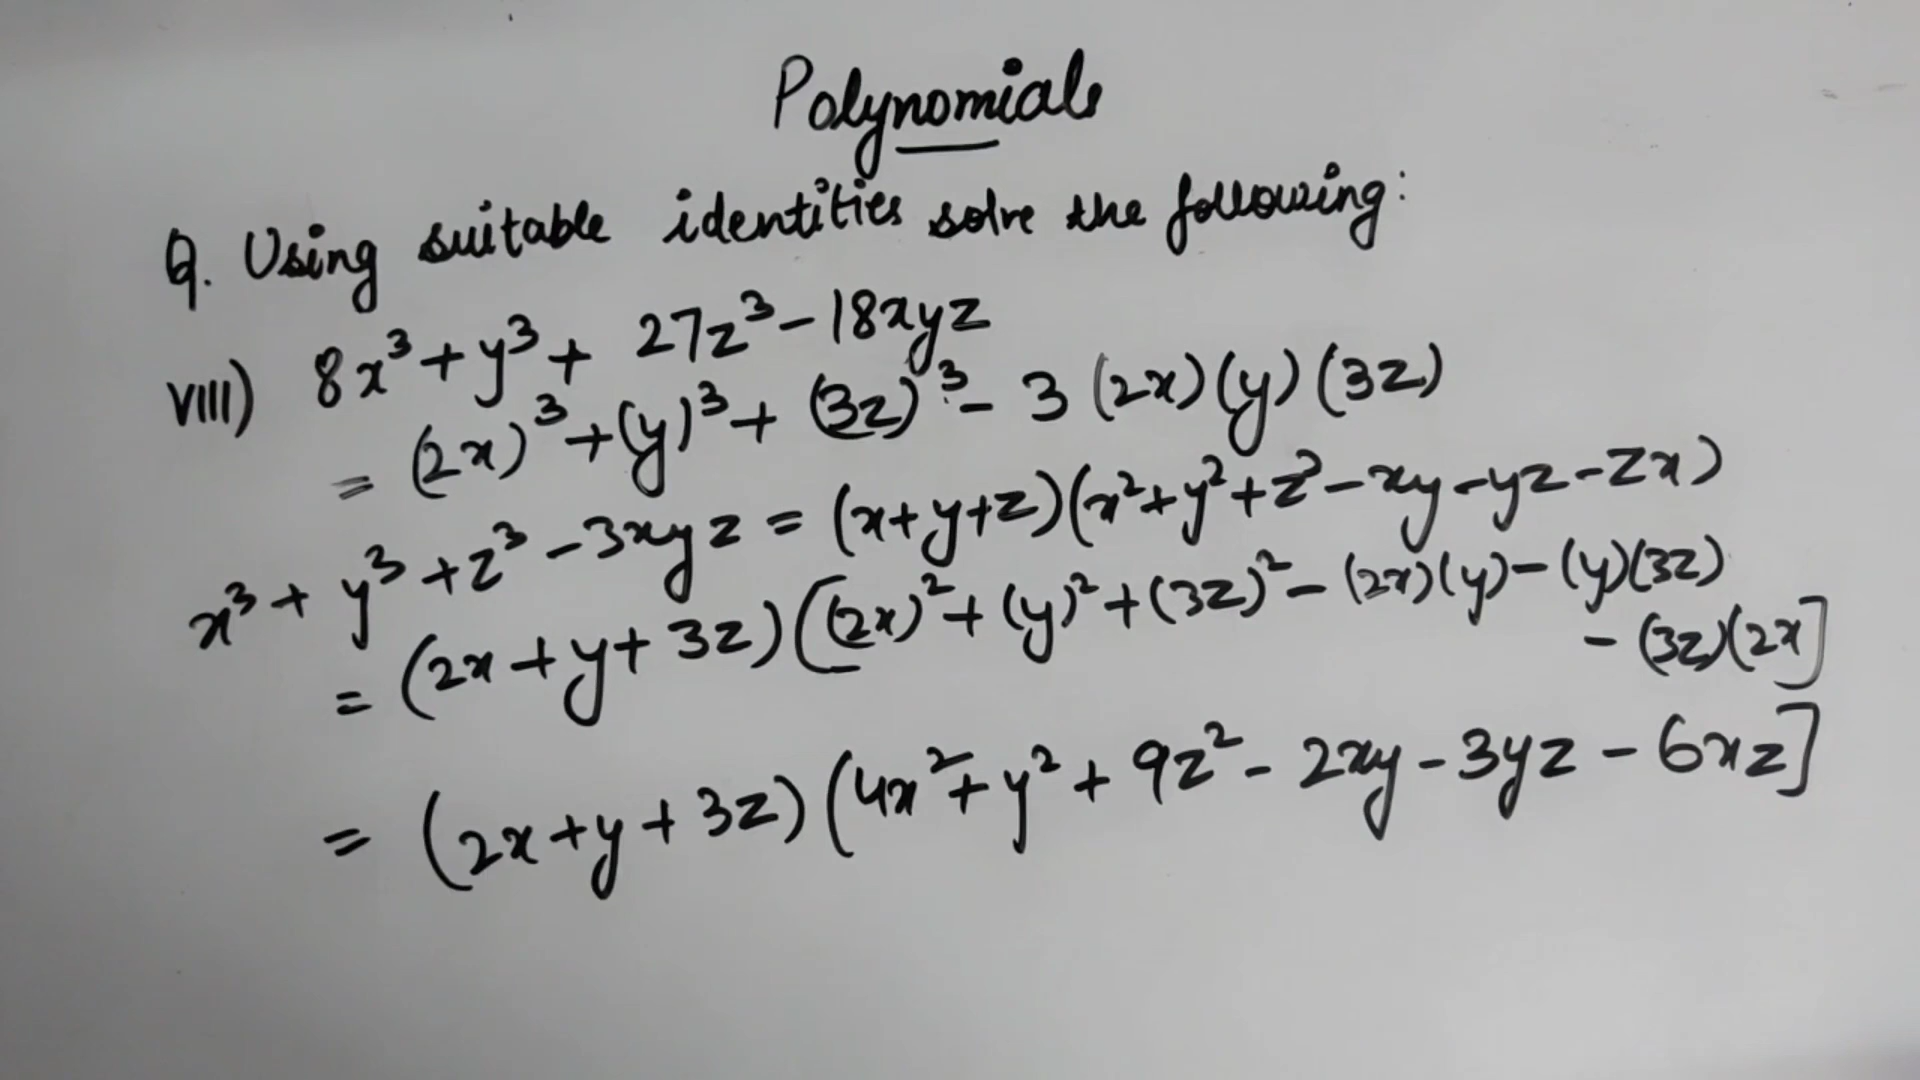 Polynomials
Q. Using suitable identities solve the following:
VIII) 8x³ + y³ + 27z³ - 18xyz
= (2x)³ + (y)³ + (3z)³ - 3 (2x) (y) (3z)
x³ + y³ + z³ - 3xyz = (x+y+z)(x²+y²+z²-xy-yz-zx)
= (2x+y+3z)((2x)²+(y)²+(3z)²-(2x)(y)-(y)(3z)
- (3z)(2x]
= (2x+y+3z)(4x²+y²+9z²-2xy-3yz-6xz]